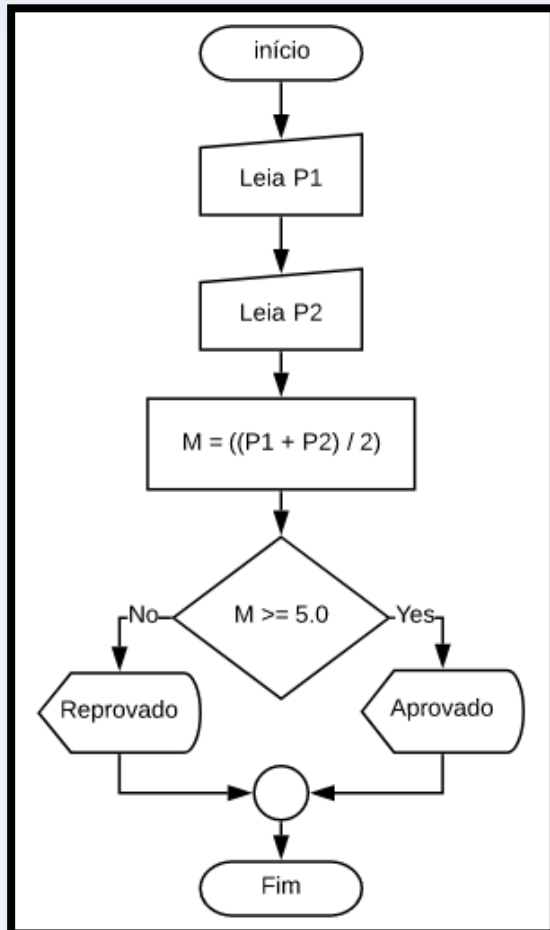 início
Leia P1
Leia P2
M = ((P1 + P2) / 2)
No
M >= 5.0
Yes
Reprovado
Aprovado
Fim